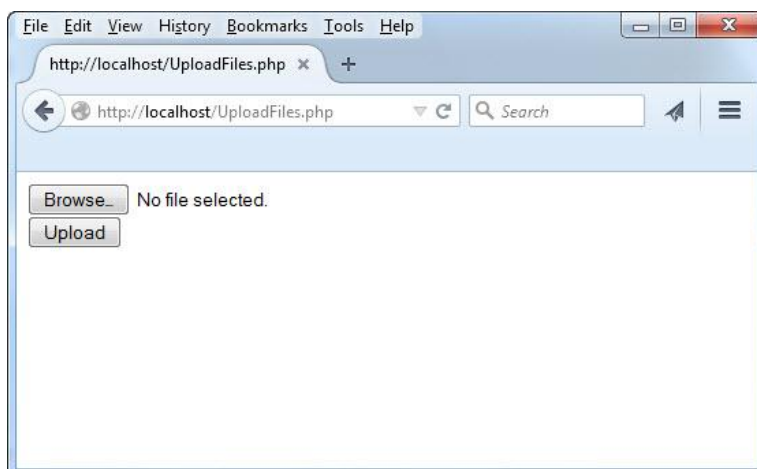 File Edit View History Bookmarks Tools Help
http://localhost/UploadFiles.php
http://localhost/UploadFiles.php Search
Browse... No file selected.
Upload